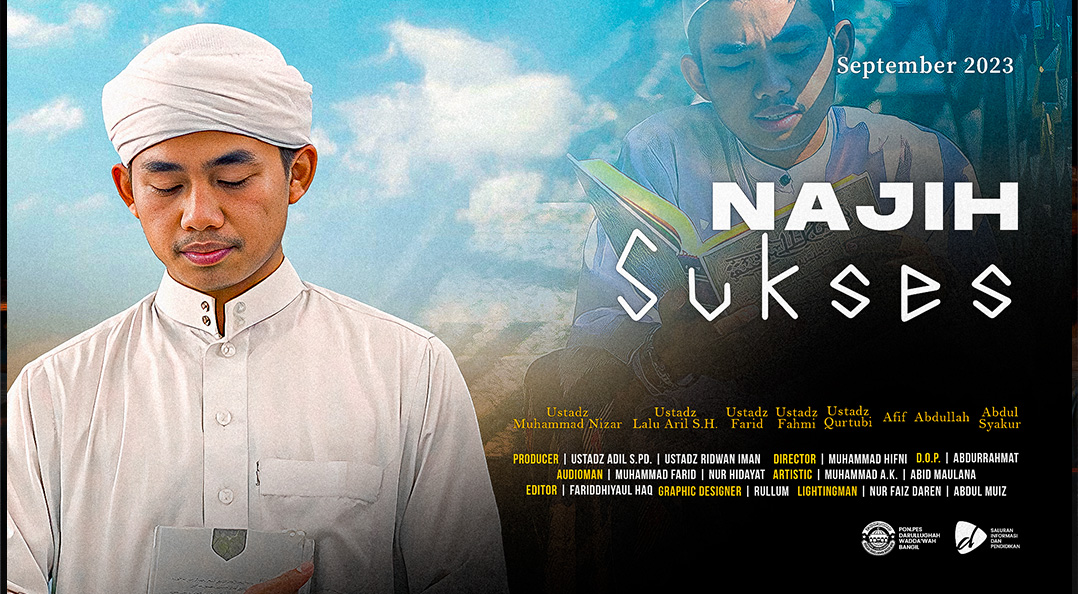 September 2023
NAJIH
Sukses
Ustadz Muhammad Nizar
Ustadz Lalu Aril S.H.
Ustadz Farid
Ustadz Fahmi
Ustadz Qurtubi
Afif
Abdullah
Abdul Syakur
PRODUCER | USTADZ ADIL S.PD. | USTADZ RIDWAN IMAN DIRECTOR | MUHAMMAD HIFNI D.O.P. | ABDURRAHMAT
AUDIOMAN | MUHAMMAD FARID | NUR HIDAYAT ARTISTIC | MUHAMMAD A.K. | ABID MAULANA
EDITOR | FARIDDHIYAUL HAQ GRAPHIC DESIGNER | RULLUM LIGHTINGMAN | NUR FAIZ DAREN | ABDUL MUIZ
PON.PES
DARULLUGHAH
WADDA'WAH
BANGIL
SALURAN
INFORMASI
DAN
PENDIDIKAN